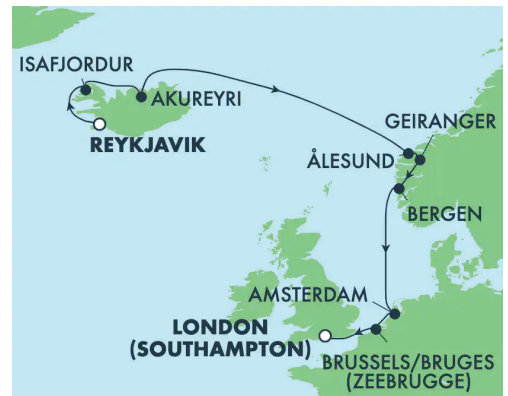 ISAFJORDUR
AKUREYRI
REYKJAVIK
GEIRANGER
ÅLESUND
BERGEN
AMSTERDAM
LONDON
(SOUTHAMPTON)
BRUSSELS/BRUGES
(ZEEBRUGGE)